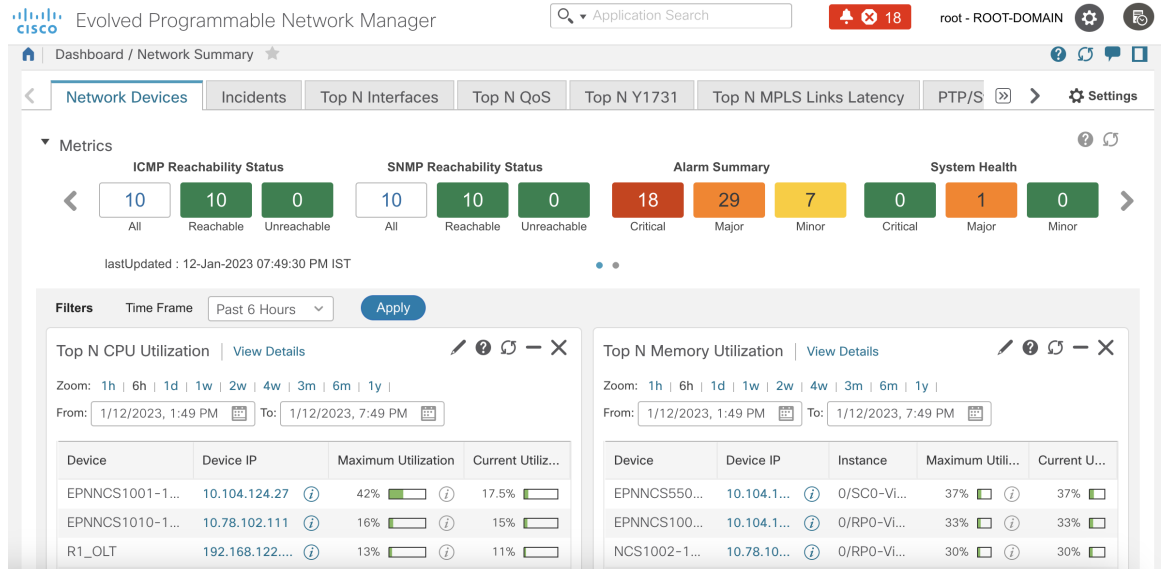 CISCO Evolved Programmable Network Manager Application Search 18 root - ROOT-DOMAIN
Dashboard / Network Summary
Network Devices Incidents Top N Interfaces Top N QoS Top N Y1731 Top N MPLS Links Latency PTP/S Settings
Metrics
ICMP Reachability Status SNMP Reachability Status Alarm Summary System Health
10 10 0 10 10 0 18 29 7 0 1 0
All Reachable Unreachable All Reachable Unreachable Critical Major Minor Critical Major Minor
lastUpdated : 12-Jan-2023 07:49:30 PM IST
Filters Time Frame Past 6 Hours Apply
Top N CPU Utilization | View Details
Zoom: 1h | 6h | 1d | 1w | 2w | 4w | 3m | 6m | 1y |
From: 1/12/2023, 1:49 PM To: 1/12/2023, 7:49 PM
Device Device IP Maximum Utilization Current Utiliz...
EPNNCS1001-1... 10.104.124.27 42% 17.5%
EPNNCS1010-1... 10.78.102.111 16% 15%
R1_OLT 192.168.122.... 13% 11%
Top N Memory Utilization | View Details
Zoom: 1h | 6h | 1d | 1w | 2w | 4w | 3m | 6m | 1y |
From: 1/12/2023, 1:49 PM To: 1/12/2023, 7:49 PM
Device Device IP Instance Maximum Utili... Current U...
EPNNCS550... 10.104.1... 0/SC0-Vi... 37% 37%
EPNNCS100... 10.104.1... 0/RP0-Vi... 33% 33%
NCS1002-1... 10.78.10... 0/RP0-Vi... 30% 30%